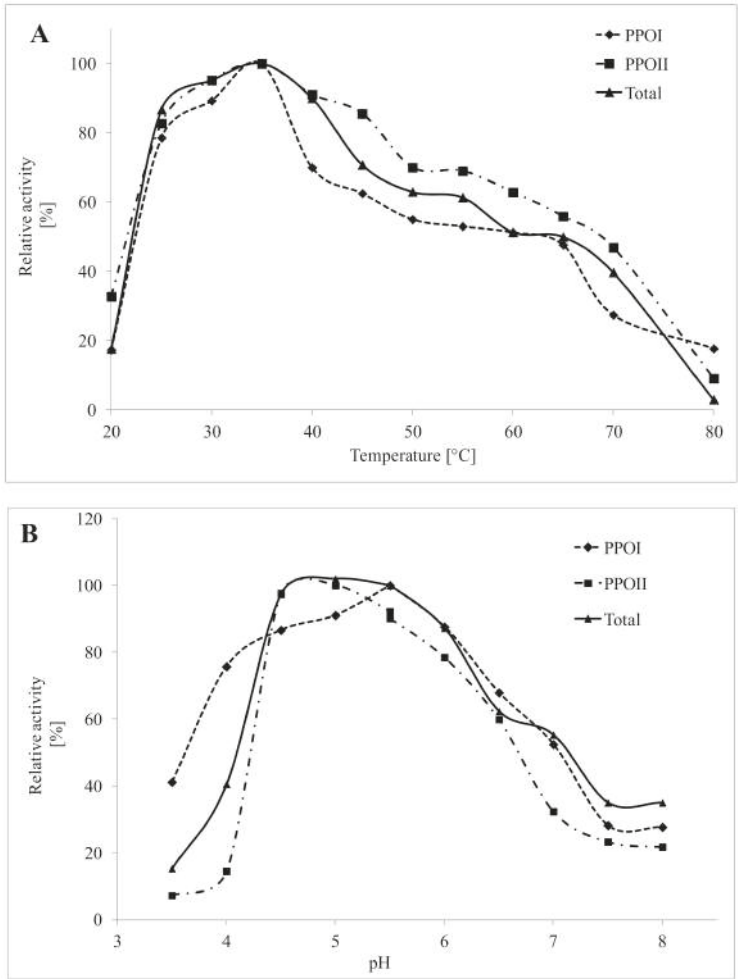 A
PPOI
PPOII
Total
100
80
60
40
20
0
Relative activity
[%]
20 30 40 50 60 70 80
Temperature [°C]
B
PPOI
PPOII
Total
120
100
80
60
40
20
0
Relative activity
[%]
3 4 5 6 7 8
pH